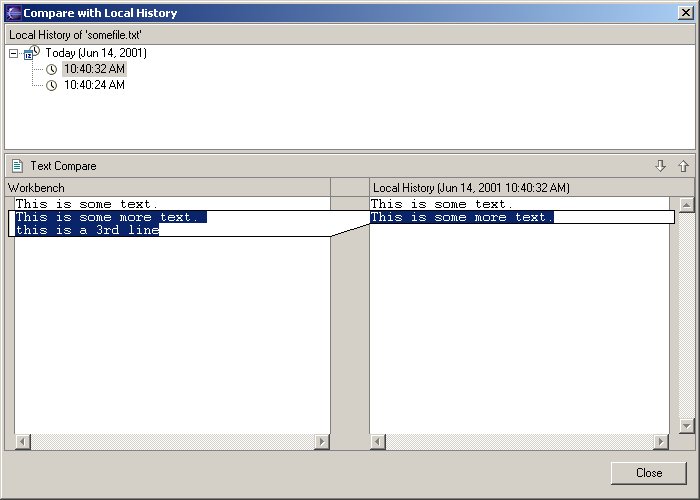 Compare with Local History
Local History of 'somefile.txt'
Today (Jun 14, 2001)
10:40:32 AM
10:40:24 AM
Text Compare
Workbench
Local History (Jun 14, 2001 10:40:32 AM)
This is some text.
This is some more text.
this is a 3rd line
This is some text.
This is some more text.
Close